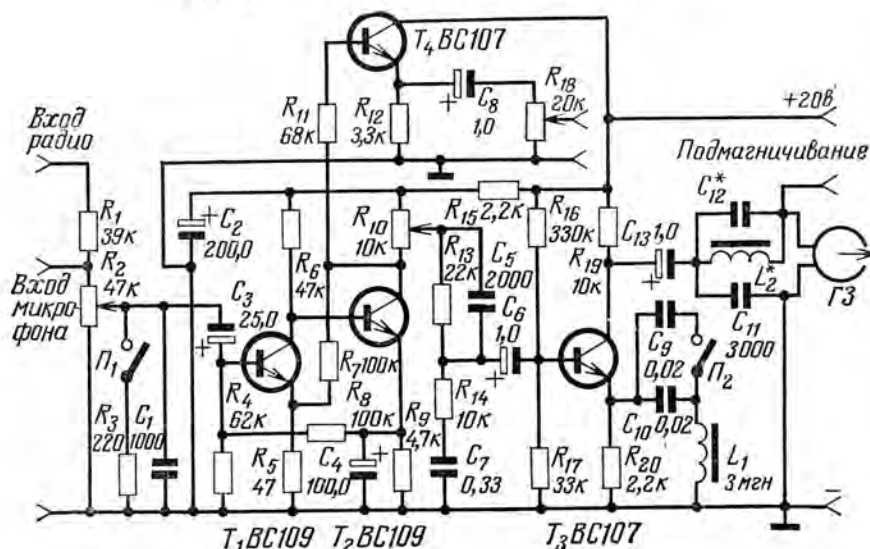 T₄ BC107
R₁₁
68к
R₁₂
3,3к
C₈
1,0
R₁₈
20к
+
+20В
Вход
радио
Подмагничивание
R₁
39к
R₂
47к
Вход
микро
фона
C₂
200,0
+
R₆
47к
R₁₀
10к
R₁₅
2,2к
R₁₆
330к
C₁₃ 1,0
C₁₂*
R₁₃
22к
C₅
2000
R₁₉
10к
+
L₂*
ГЗ
C₃
25,0
+
C₆
1,0
+
C₁₁
3000
П₁
R₇ 100к
C₉
0,02
П₂
R₄
62к
R₈
100к
R₉
4,7к
R₁₄
10к
C₁₀ 0,02
R₃
220
C₁
1000
R₅
47
C₄
100,0
+
C₇
0,33
R₁₇
33к
R₂₀
2,2к
L₁
3 мгн
–
T₁ BC109
T₂ BC109
T₃ BC107